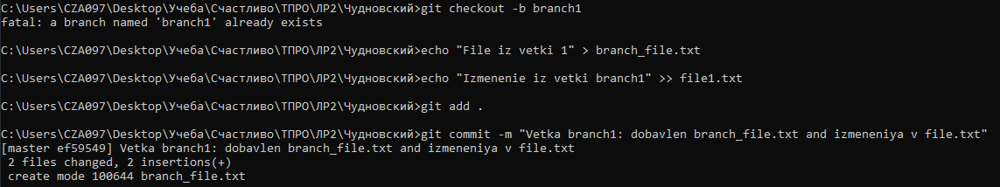 C:\Users\CZA097\Desktop\Учеба\Счастливо\ТПРО\ЛР2\Чудновский>git checkout -b branch1
fatal: a branch named 'branch1' already exists
C:\Users\CZA097\Desktop\Учеба\Счастливо\ТПРО\ЛР2\Чудновский>echo "File iz vetki 1" > branch_file.txt
C:\Users\CZA097\Desktop\Учеба\Счастливо\ТПРО\ЛР2\Чудновский>echo "Izmenenie iz vetki branch1" >> file1.txt
C:\Users\CZA097\Desktop\Учеба\Счастливо\ТПРО\ЛР2\Чудновский>git add .
C:\Users\CZA097\Desktop\Учеба\Счастливо\ТПРО\ЛР2\Чудновский>git commit -m "Vetka branch1: dobavlen branch_file.txt and izmeneniya v file.txt"
[master ef59549] Vetka branch1: dobavlen branch_file.txt and izmeneniya v file.txt
 2 files changed, 2 insertions(+)
 create mode 100644 branch_file.txt